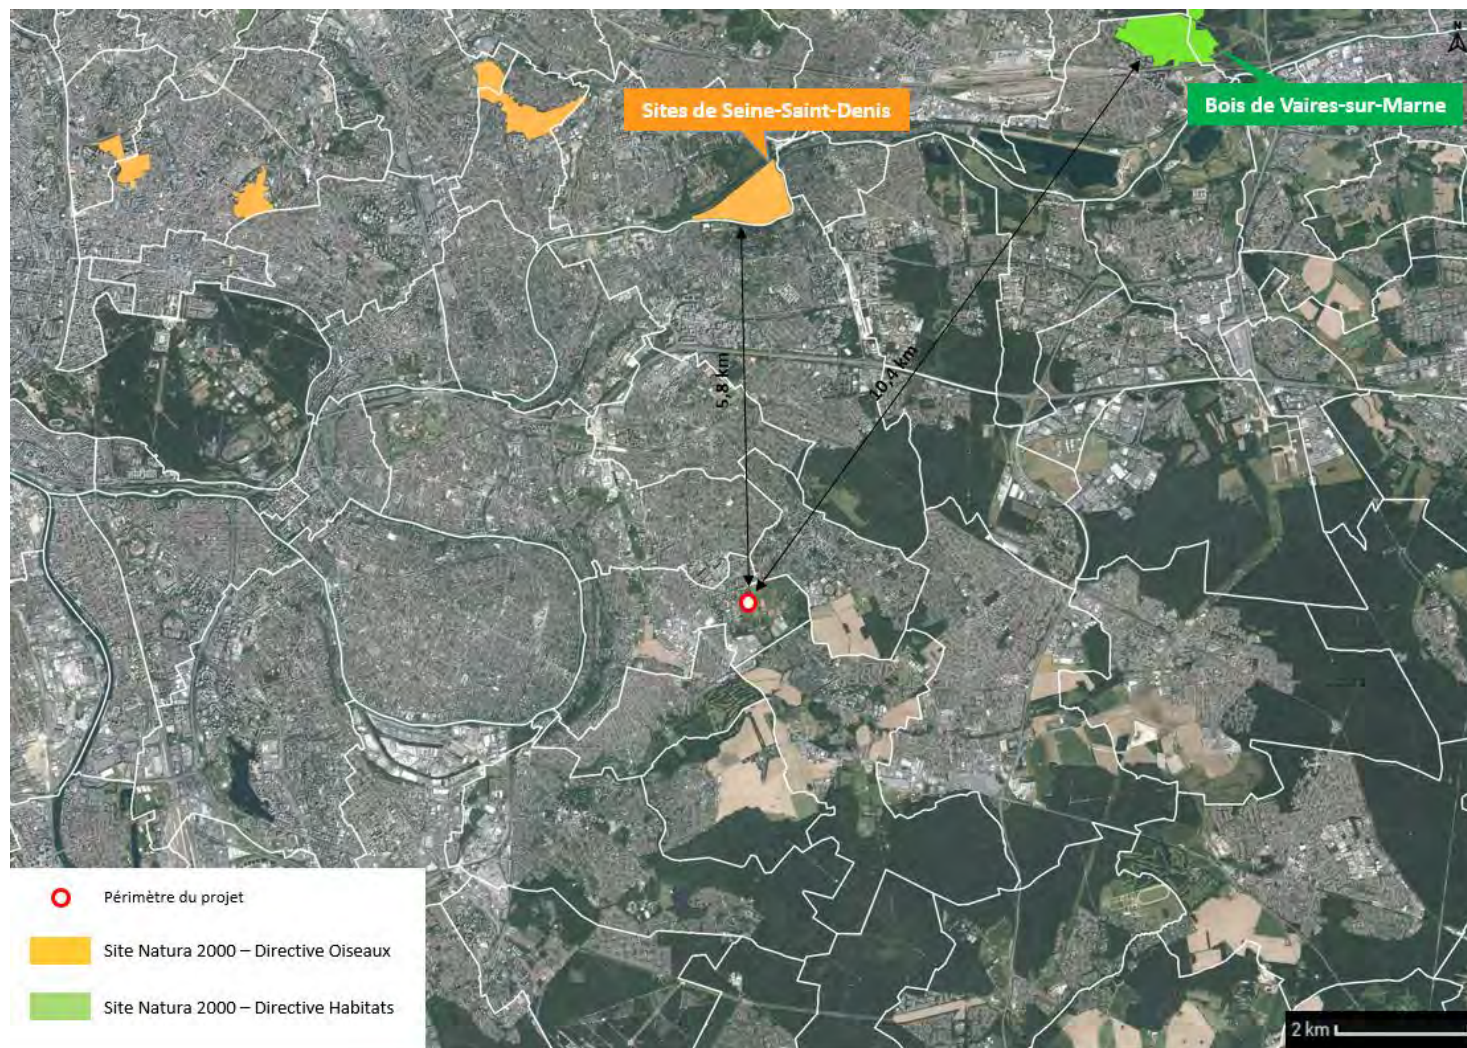 N
Sites de Seine-Saint-Denis
Bois de Vaires-sur-Marne
5,8 km
10,4 km
Périmètre du projet
Site Natura 2000 – Directive Oiseaux
Site Natura 2000 – Directive Habitats
2 km